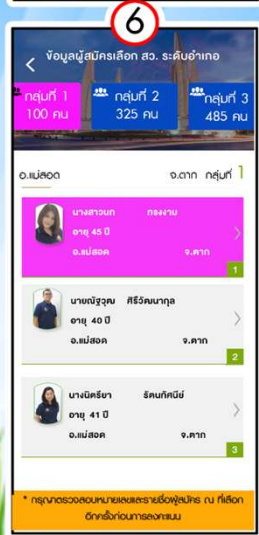 6
ข้อมูลผู้สมัครเลือก สว. ระดับอำเภอ
กลุ่มที่ 1
100 คน
กลุ่มที่ 2
325 คน
กลุ่มที่ 3
485 คน
อ.แม่สอด จ.ตาก กลุ่มที่ 1
นางสาวนก ทรงงาม
อายุ 45 ปี
อ.แม่สอด จ.ตาก
1
นายณัฐวุฒ ศิริวัฒนากุล
อายุ 40 ปี
อ.แม่สอด จ.ตาก
2
นางนิตรียา รัตนทัศนีย์
อายุ 41 ปี
อ.แม่สอด จ.ตาก
3
* กรุณาตรวจสอบหมายเลขและรายชื่อผู้สมัคร ณ ที่เลือก
อีกครั้งก่อนการลงคะแนน